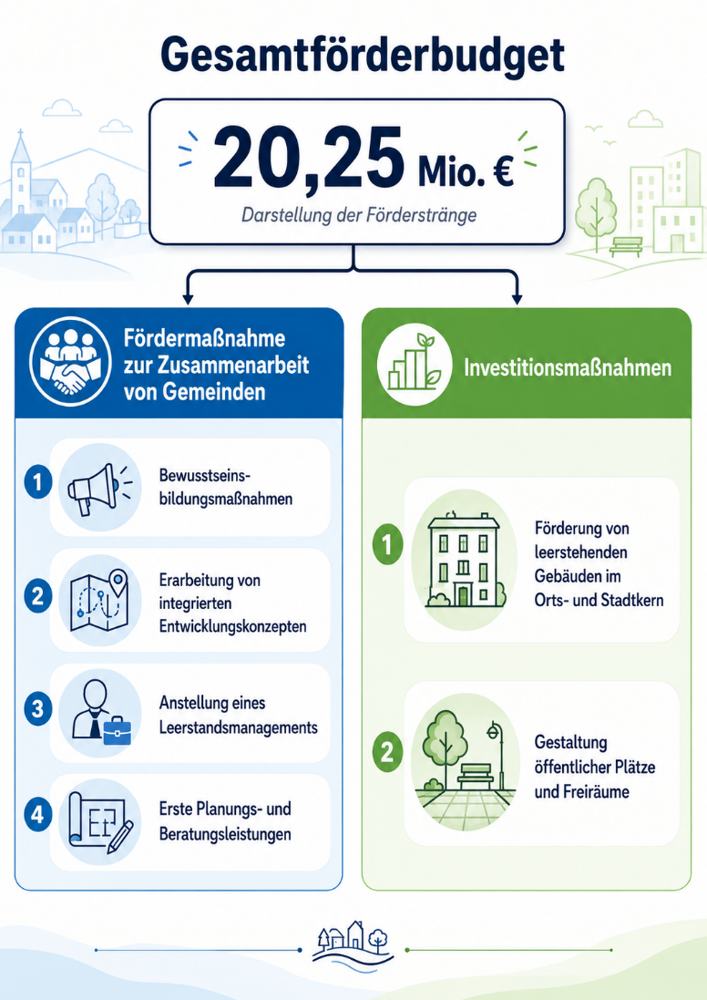 Gesamtförderbudget
20,25 Mio. €
Darstellung der Förderstränge
Fördermaßnahme
zur Zusammenarbeit
von Gemeinden
1
Bewusstseins-
bildungsmaßnahmen
2
Erarbeitung von
integrierten
Entwicklungskonzepten
3
Anstellung eines
Leerstandsmanagements
4
Erste Planungs- und
Beratungsleistungen
Investitionsmaßnahmen
1
Förderung von
leerstehenden
Gebäuden im
Orts- und Stadtkern
2
Gestaltung
öffentlicher Plätze
und Freiräume